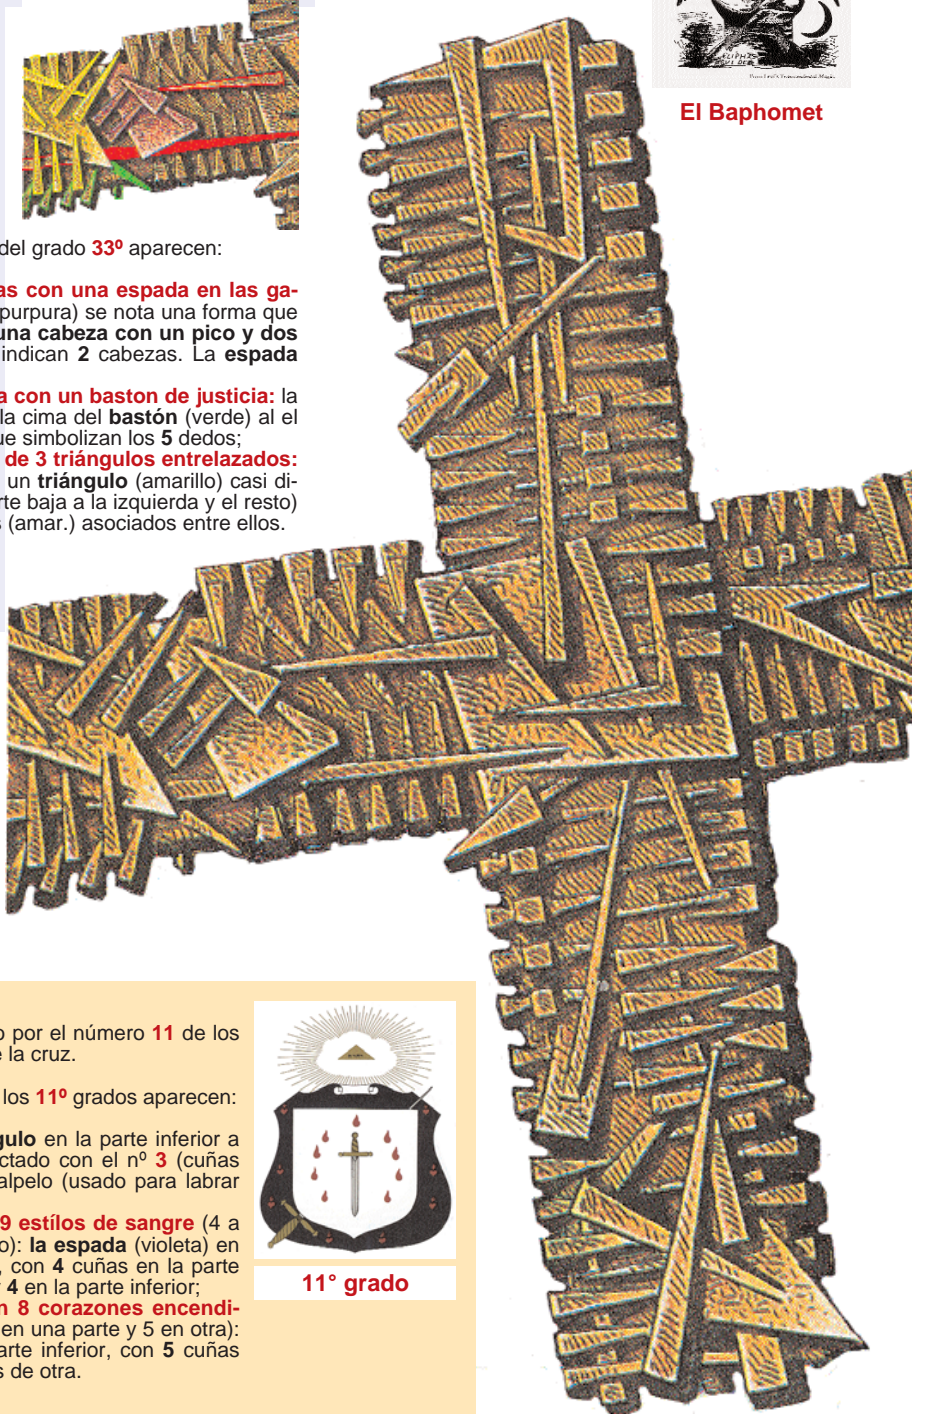 El Baphomet
del grado 33º aparecen:
as con una espada en las ga-
purpura) se nota una forma que
una cabeza con un pico y dos
indican 2 cabezas. La espada
a con un baston de justicia: la
la cima del bastón (verde) al el
ue simbolizan los 5 dedos;
de 3 triángulos entrelazados:
un triángulo (amarillo) casi di-
rte baja a la izquierda y el resto)
s (amar.) asociados entre ellos.
o por el número 11 de los
e la cruz.
los 11º grados aparecen:
gulo en la parte inferior a
ctado con el nº 3 (cuñas
alpelo (usado para labrar
9 estílos de sangre (4 a
o): la espada (violeta) en
, con 4 cuñas en la parte
4 en la parte inferior;
n 8 corazones encendi-
en una parte y 5 en otra):
arte inferior, con 5 cuñas
s de otra.
11° grado